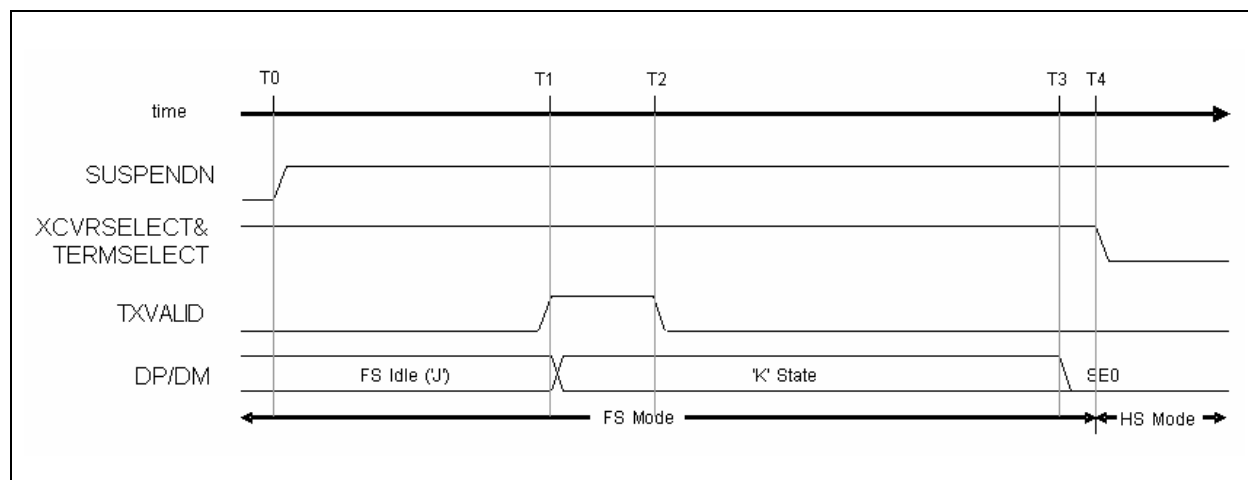 T0 T1 T2 T3 T4
time
SUSPENDN
XCVRSELECT&
TERMSELECT
TXVALID
DP/DM FS Idle ('J') 'K' State SE0
FS Mode HS Mode